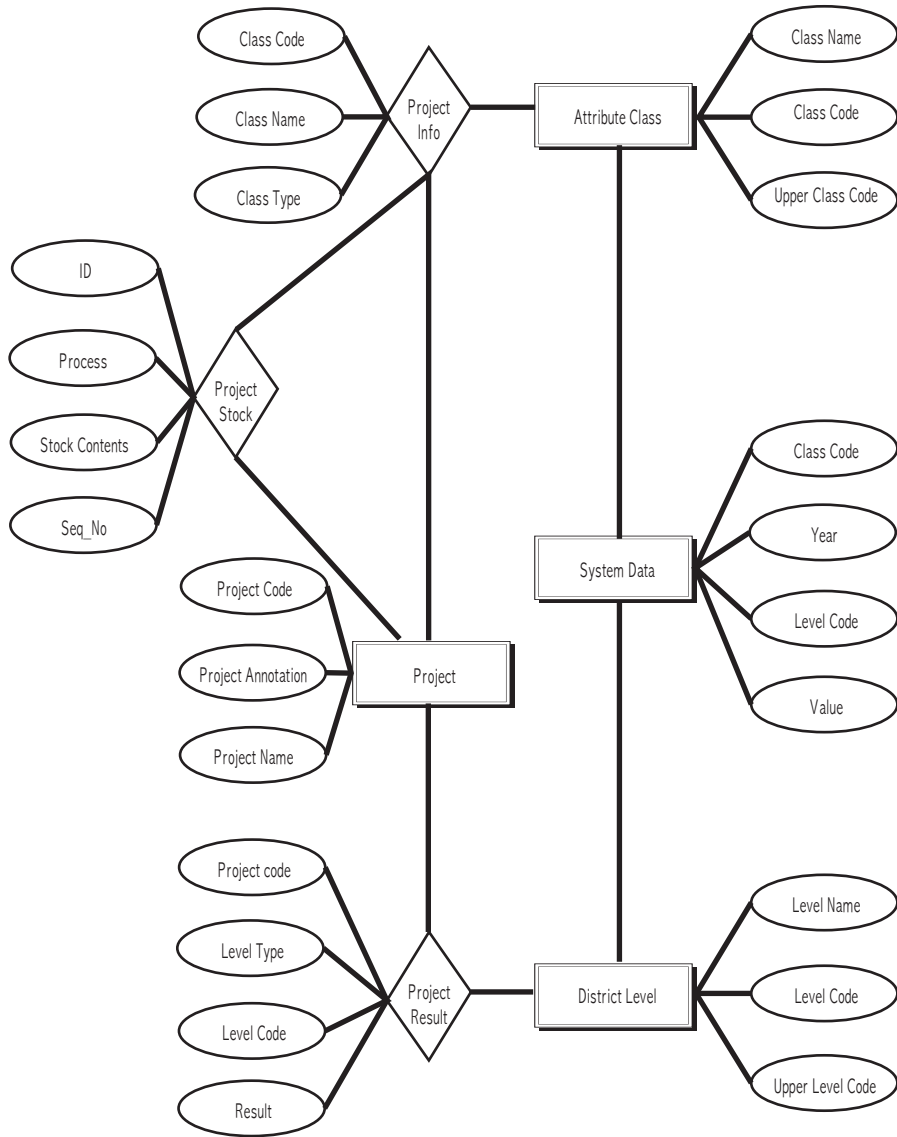 Class Code
Class Name
Class Type
Project
Info
Attribute Class
Class Name
Class Code
Upper Class Code
ID
Process
Stock Contents
Seq_No
Project
Stock
Class Code
Year
Level Code
Value
System Data
Project Code
Project Annotation
Project Name
Project
Project code
Level Type
Level Code
Result
Project
Result
District Level
Level Name
Level Code
Upper Level Code